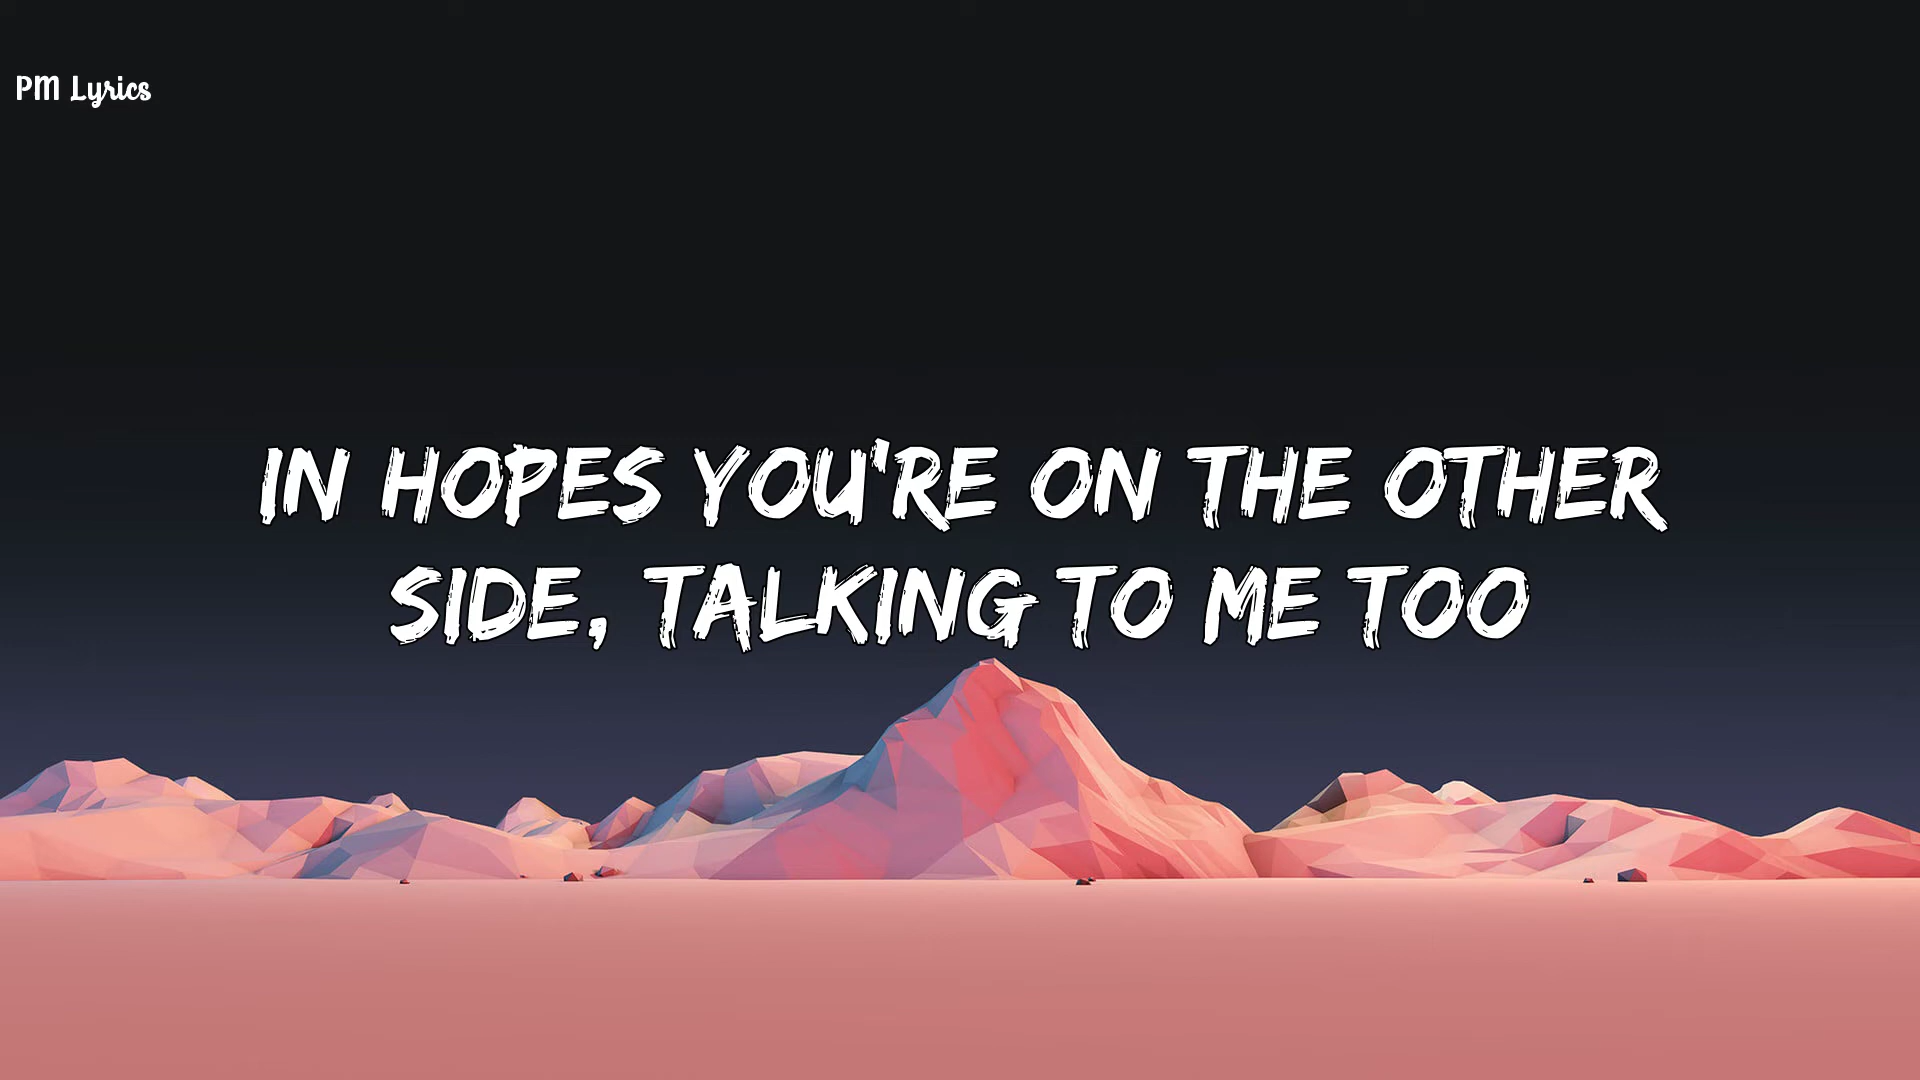 PM Lyrics
IN HOPES YOU'RE ON THE OTHER
SIDE, TALKING TO ME TOO